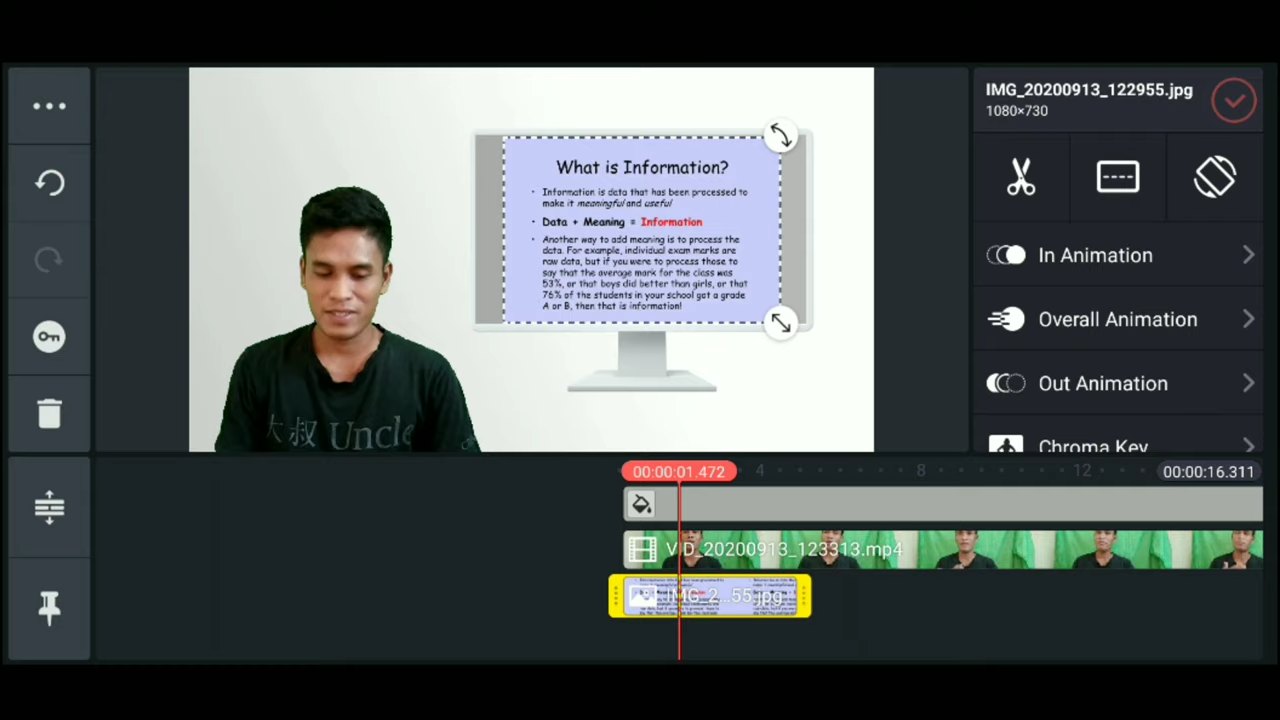 IMG_20200913_122955.jpg
1080×730
What is Information?
• Information is data that has been processed to
make it meaningful and useful
• Data + Meaning = Information
• Another way to add meaning is to process the
data. For example, individual exam marks are
raw data, but if you were to process these to
say that the average mark for the class was
53%, or that boys did better than girls, or that
76% of the students in your school got a grade
A or B, then that is information!
大叔 Uncle
In Animation
Overall Animation
Out Animation
Chroma Key
00:00:01.472
4
8
12
00:00:16.311
VID_20200913_123313.mp4
IMG_2...55.jpg